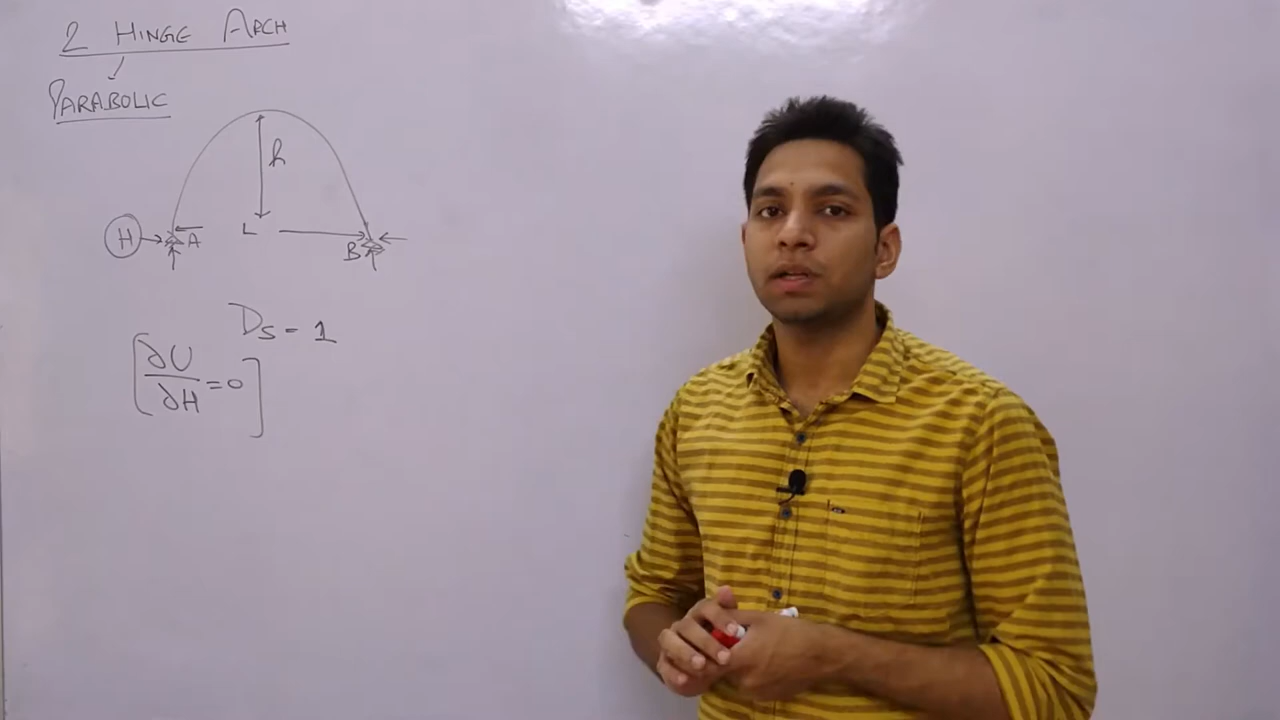 2 HINGE ARCH
PARABOLIC
h
H
A
L
B
Ds = 1
[∂U/∂H = 0]